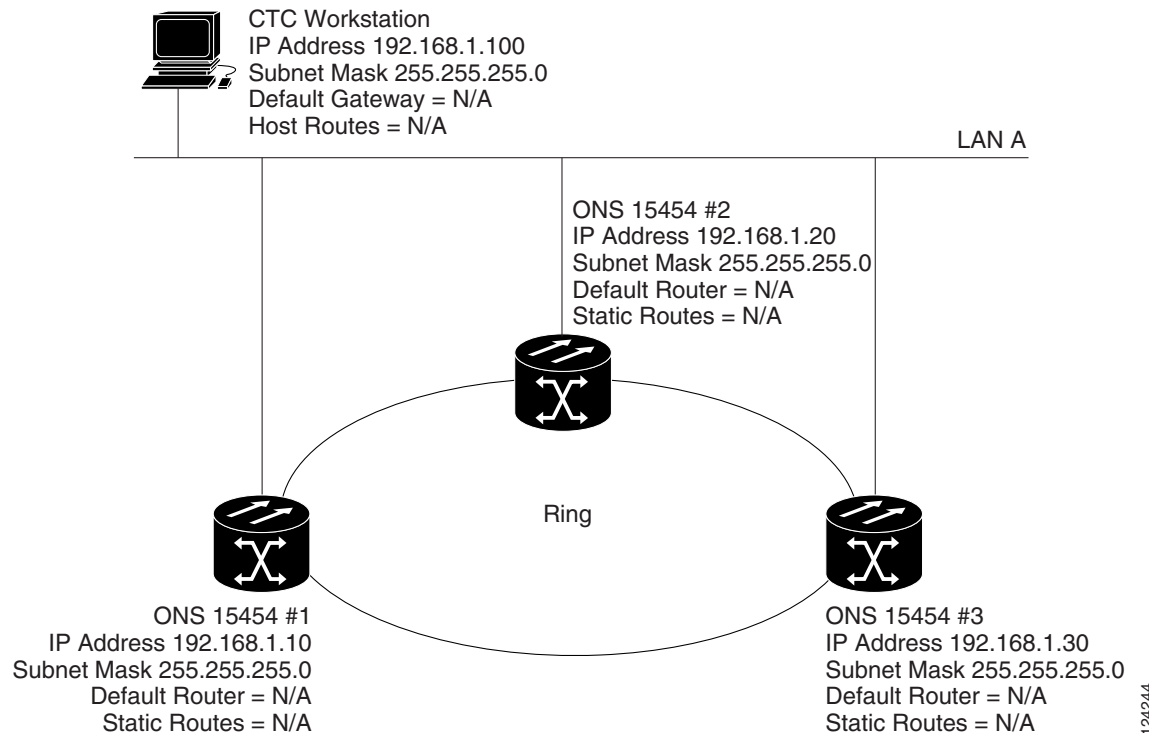 CTC Workstation
IP Address 192.168.1.100
Subnet Mask 255.255.255.0
Default Gateway = N/A
Host Routes = N/A
LAN A
ONS 15454 #2
IP Address 192.168.1.20
Subnet Mask 255.255.255.0
Default Router = N/A
Static Routes = N/A
Ring
ONS 15454 #1
IP Address 192.168.1.10
Subnet Mask 255.255.255.0
Default Router = N/A
Static Routes = N/A
ONS 15454 #3
IP Address 192.168.1.30
Subnet Mask 255.255.255.0
Default Router = N/A
Static Routes = N/A
124244